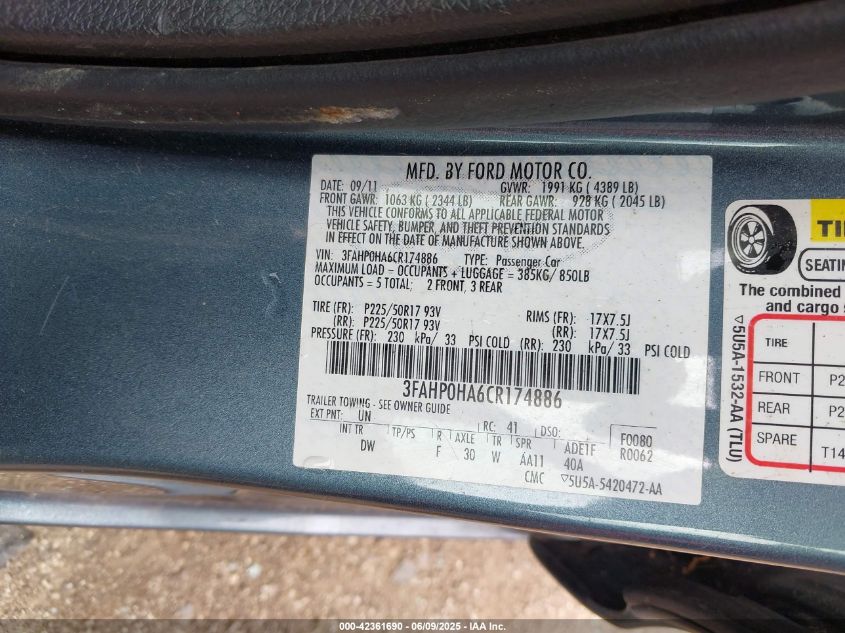 MFD. BY FORD MOTOR CO.
DATE: 09/11 GVWR: 1991 KG ( 4389 LB)
FRONT GAWR: 1063 KG ( 2344 LB) REAR GAWR: 928 KG ( 2045 LB)
THIS VEHICLE CONFORMS TO ALL APPLICABLE FEDERAL MOTOR
VEHICLE SAFETY, BUMPER, AND THEFT PREVENTION STANDARDS
IN EFFECT ON THE DATE OF MANUFACTURE SHOWN ABOVE.
VIN: 3FAHP0HA6CR174886 TYPE: Passenger Car
MAXIMUM LOAD - OCCUPANTS + LUGGAGE = 385KG/ 850LB
OCCUPANTS = 5 TOTAL; 2 FRONT, 3 REAR
TIRE (FR): P225/50R17 93V RIMS (FR): 17X7.5J
(RR): P225/50R17 93V (RR): 17X7.5J
PRESSURE (FR): 230 kPa/ 33 PSI COLD (RR): 230 kPa/ 33 PSI COLD
3FAHP0HA6CR174886
TRAILER TOWING - SEE OWNER GUIDE
EXT PNT: UN RC: 41 DSO: F0080
R0062
INT TR TP/PS R AXLE TR SPR ADETF
DW F 30 W AA11 40A
CMC ▽5U5A-5420472-AA
TI
SEATIN
The combined
and cargo
▽5U5A-1532-AA (TLU)
TIRE
FRONT P2
REAR P2
SPARE T14
000-42361690 - 06/09/2025 - IAA Inc.